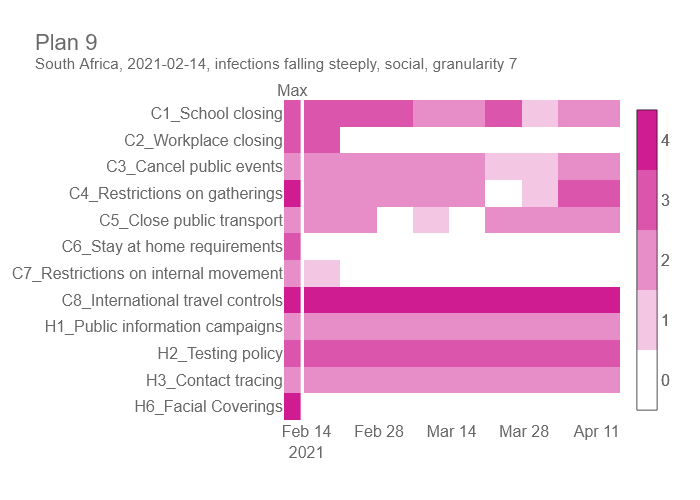 Plan 9
South Africa, 2021-02-14, infections falling steeply, social, granularity 7
Max
C1_School closing
C2_Workplace closing
C3_Cancel public events
C4_Restrictions on gatherings
C5_Close public transport
C6_Stay at home requirements
C7_Restrictions on internal movement
C8_International travel controls
H1_Public information campaigns
H2_Testing policy
H3_Contact tracing
H6_Facial Coverings
Feb 14 Feb 28 Mar 14 Mar 28 Apr 11
2021
4
3
2
1
0